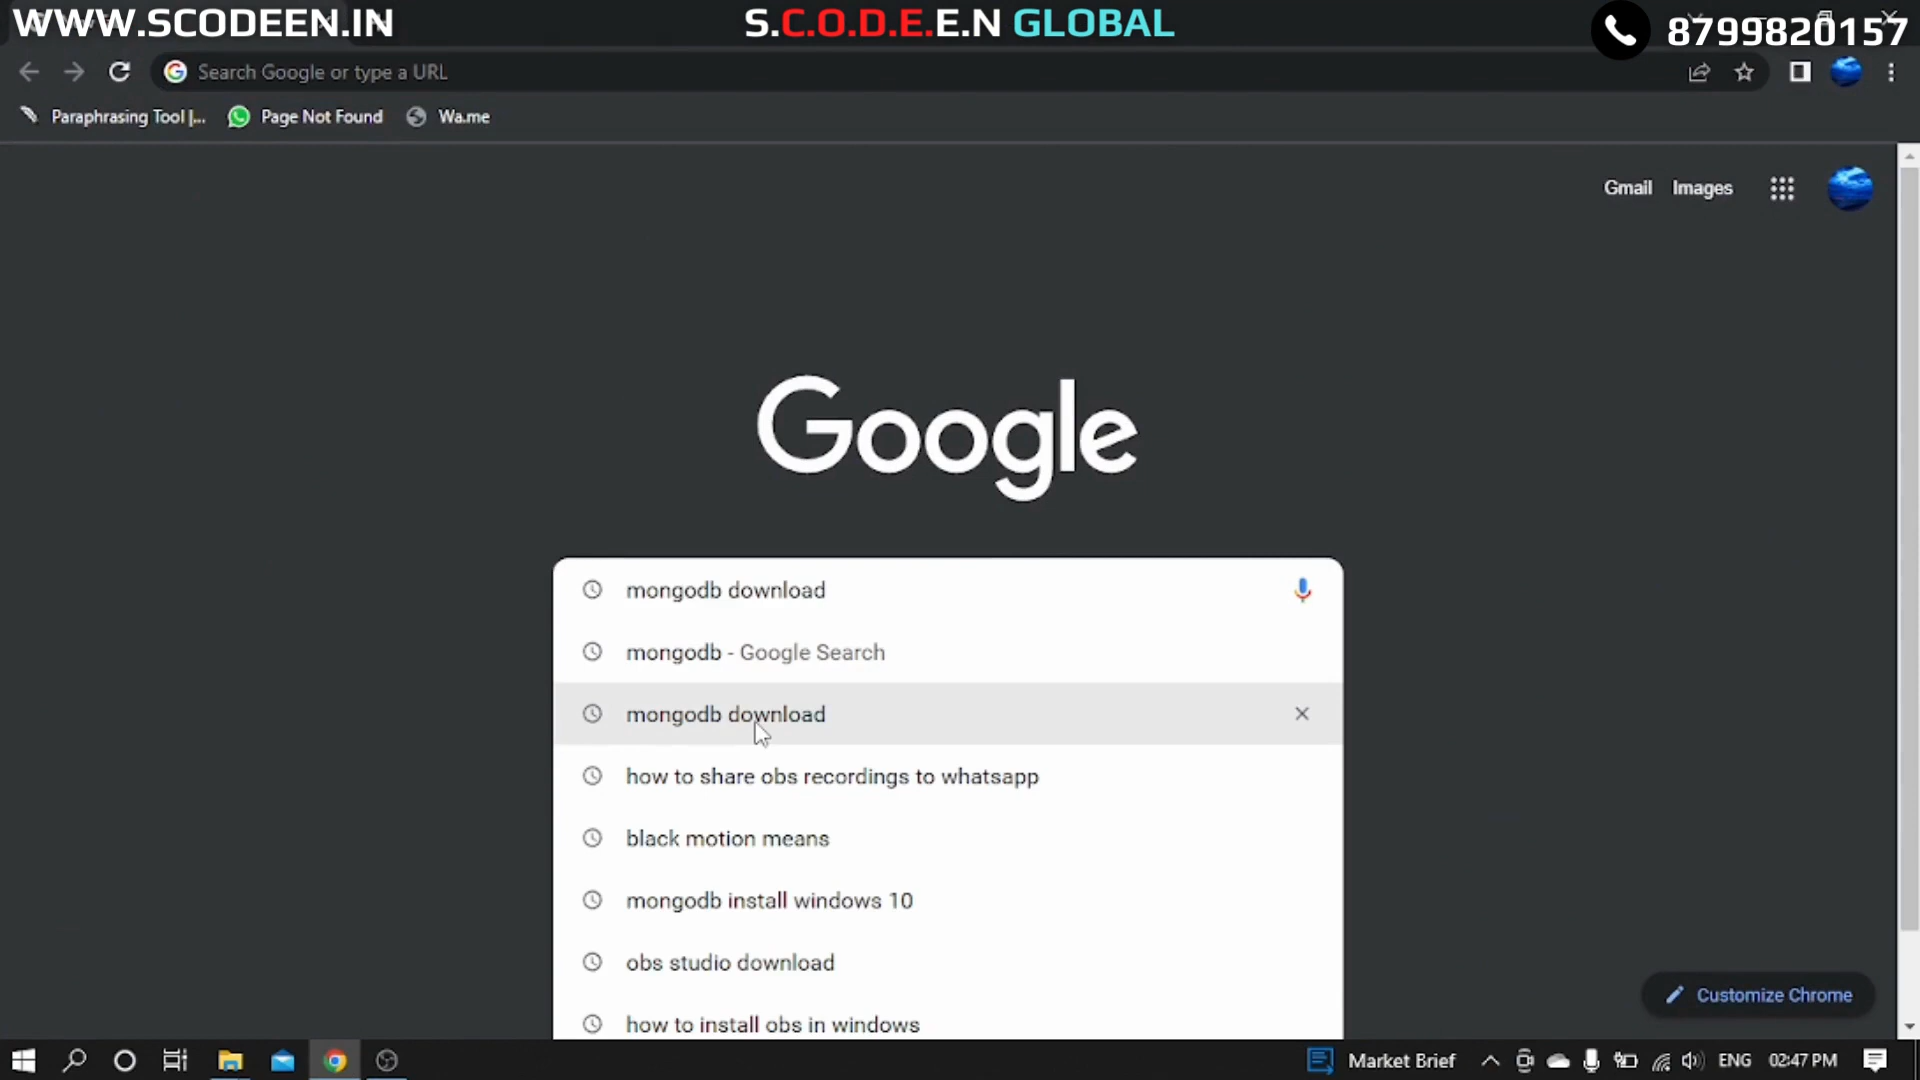 WWW.SCODEEN.IN
S.C.O.D.E.E.N GLOBAL
8799820157
Search Google or type a URL
Paraphrasing Tool |...
Page Not Found
Wa.me
Gmail
Images
Google
mongodb download
mongodb - Google Search
mongodb download
how to share obs recordings to whatsapp
black motion means
mongodb install windows 10
obs studio download
how to install obs in windows
Customize Chrome
Market Brief
ENG
02:47 PM